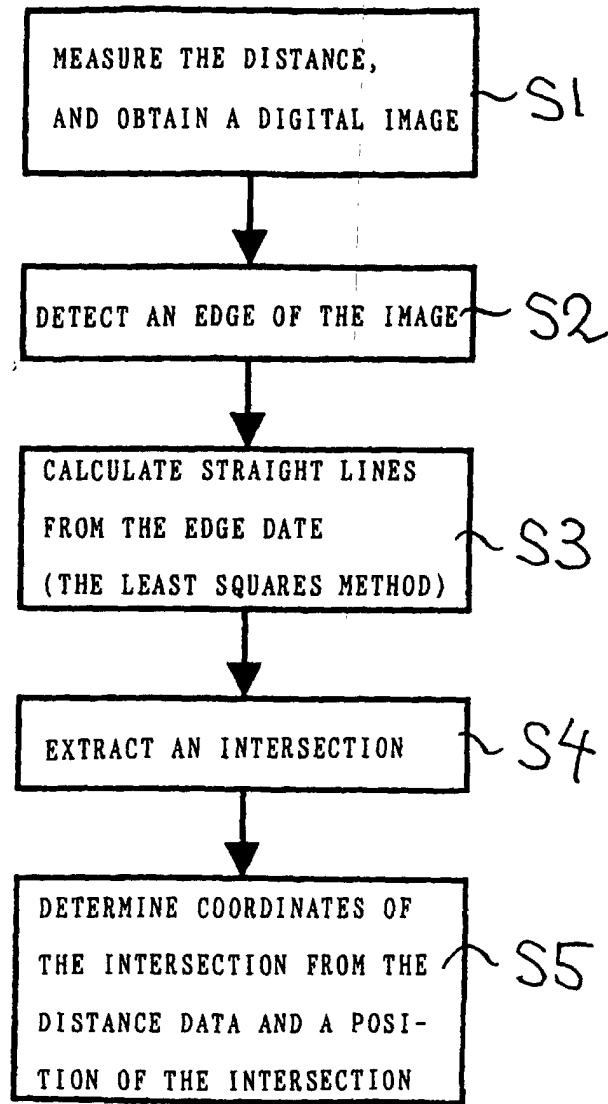 MEASURE THE DISTANCE,
AND OBTAIN A DIGITAL IMAGE
S1
DETECT AN EDGE OF THE IMAGE
S2
CALCULATE STRAIGHT LINES
FROM THE EDGE DATE
(THE LEAST SQUARES METHOD)
S3
EXTRACT AN INTERSECTION
S4
DETERMINE COORDINATES OF
THE INTERSECTION FROM THE
DISTANCE DATA AND A POSI-
TION OF THE INTERSECTION
S5